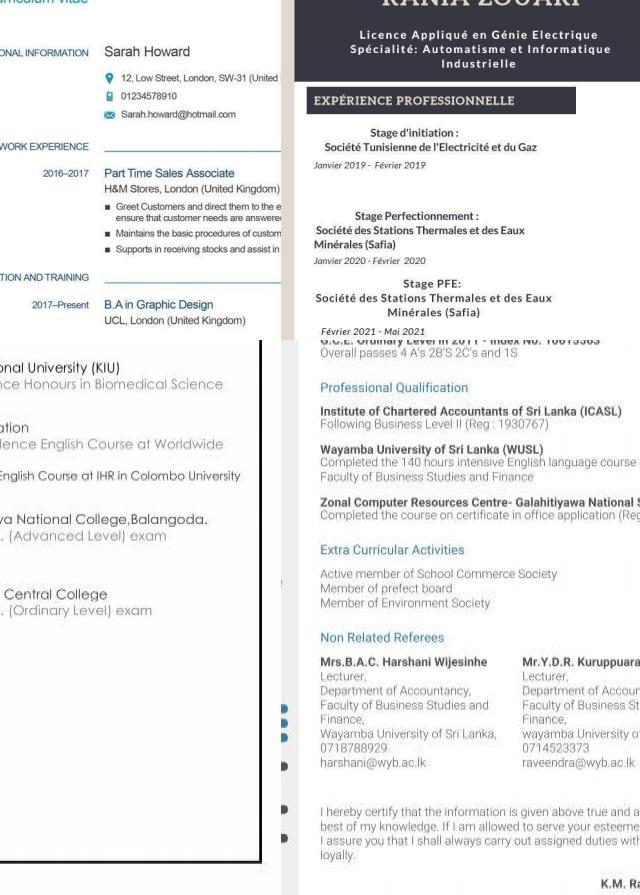 curriculum vitae
ONAL INFORMATION
Sarah Howard
12, Low Street, London, SW-31 (United
01234578910
Sarah.howard@hotmail.com
WORK EXPERIENCE
2016–2017
Part Time Sales Associate
H&M Stores, London (United Kingdom)
■ Greet Customers and direct them to the e
ensure that customer needs are answere
■ Maintains the basic procedures of custom
■ Supports in receiving stocks and assist in
TION AND TRAINING
2017–Present
B.A in Graphic Design
UCL, London (United Kingdom)
RANIA ZOUARI
Licence Appliqué en Génie Electrique
Spécialité: Automatisme et Informatique
Industrielle
EXPÉRIENCE PROFESSIONNELLE
Stage d'initiation :
Société Tunisienne de l'Electricité et du Gaz
Janvier 2019 - Février 2019
Stage Perfectionnement :
Société des Stations Thermales et des Eaux
Minérales (Safia)
Janvier 2020 - Février 2020
Stage PFE:
Société des Stations Thermales et des Eaux
Minérales (Safia)
Février 2021 - Mai 2021
onal University (KIU)
nce Honours in Biomedical Science
ation
lence English Course at Worldwide
English Course at IHR in Colombo University
ya National College,Balangoda.
. (Advanced Level) exam
Central College
. (Ordinary Level) exam
G.C.E. Ordinary Level in 2011 - Index No: 10615563
Overall passes 4 A's 2B'S 2C's and 1S
Professional Qualification
Institute of Chartered Accountants of Sri Lanka (ICASL)
Following Business Level II (Reg : 1930767)
Wayamba University of Sri Lanka (WUSL)
Completed the 140 hours intensive English language course
Faculty of Business Studies and Finance
Zonal Computer Resources Centre- Galahitiyawa National S
Completed the course on certificate in office application (Reg
Extra Curricular Activities
Active member of School Commerce Society
Member of prefect board
Member of Environment Society
Non Related Referees
Mrs.B.A.C. Harshani Wijesinhe
Lecturer,
Department of Accountancy,
Faculty of Business Studies and
Finance,
Wayamba University of Sri Lanka,
0718788929
harshani@wyb.ac.lk
Mr.Y.D.R. Kuruppuara
Lecturer,
Department of Accoun
Faculty of Business St
Finance,
wayamba University o
0714523373
raveendra@wyb.ac.lk
I hereby certify that the information is given above true and a
best of my knowledge. If I am allowed to serve your esteeme
I assure you that I shall always carry out assigned duties with
loyally.
K.M. Ra